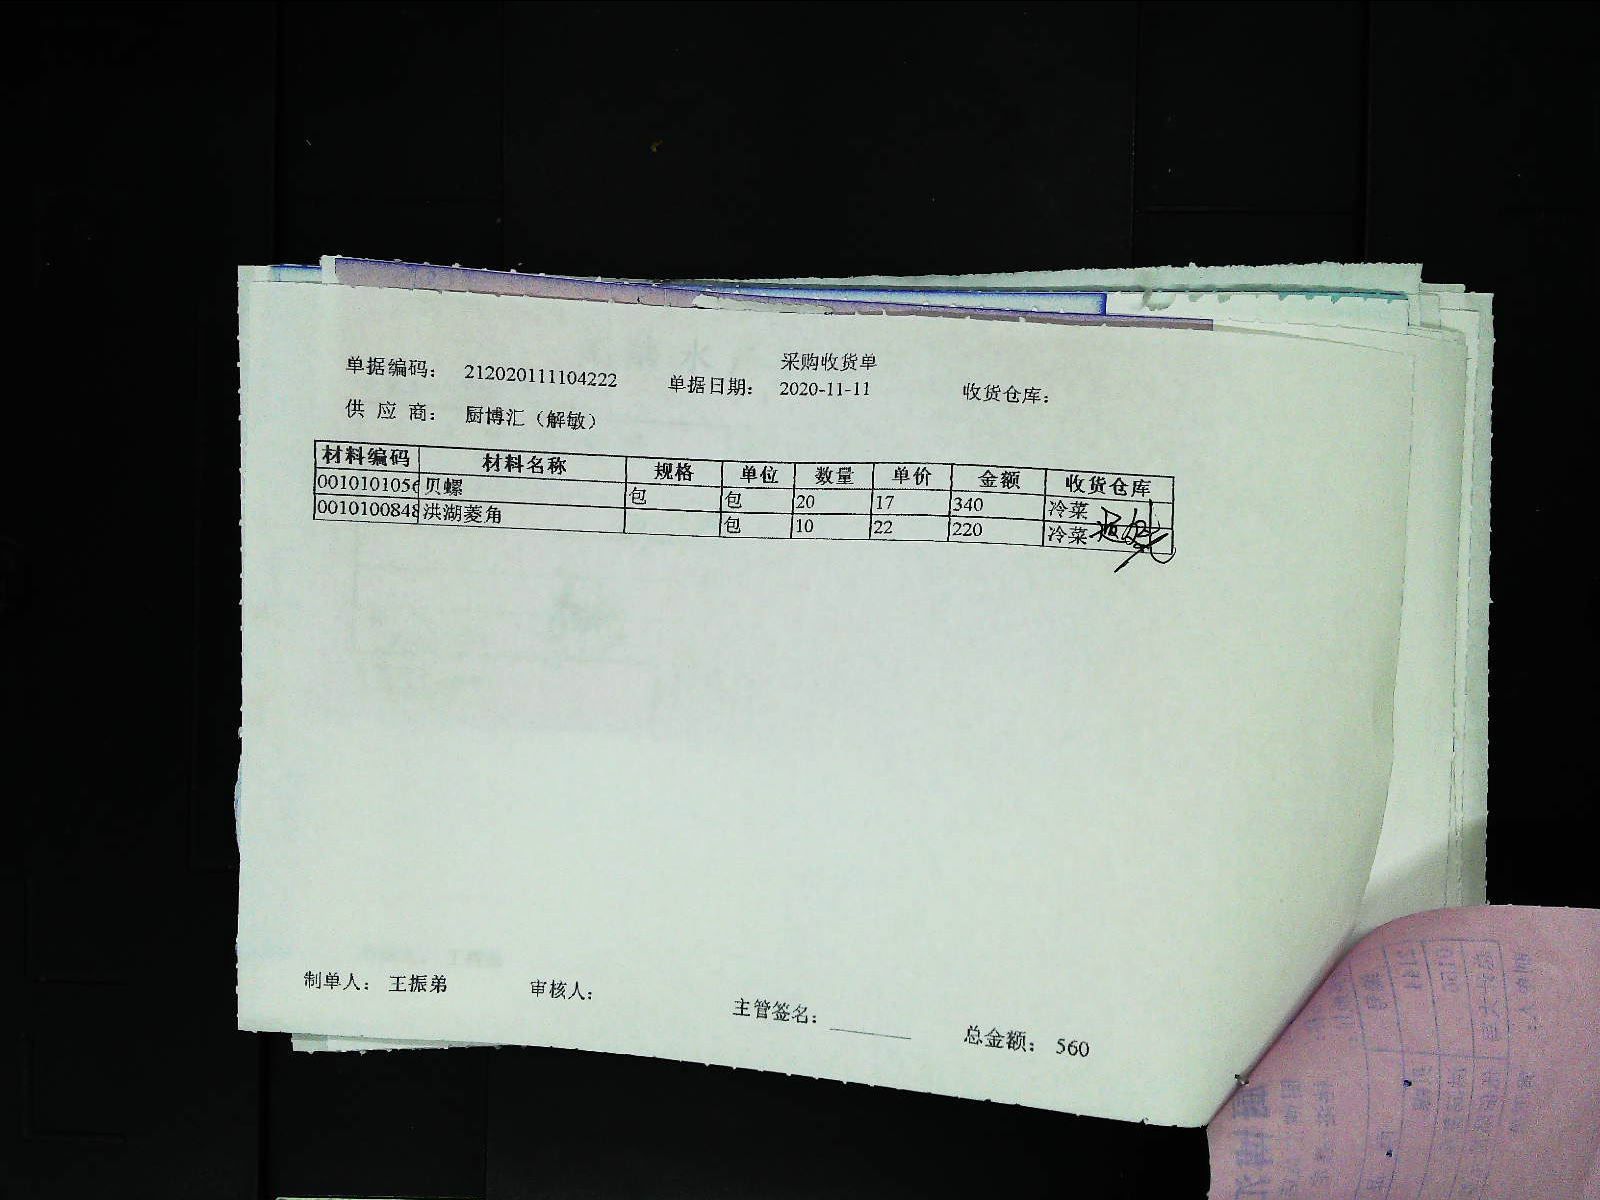 采购收货单
单据编码： 212020111104222 单据日期： 2020-11-11 收货仓库：
供 应 商： 厨博汇（解敏）
材料编码 材料名称 规格 单位 数量 单价 金额 收货仓库
0010101056 贝螺 包 包 20 17 340 冷菜
0010100848 洪湖菱角 包 10 22 220 冷菜
制单人： 王振弟 审核人： 主管签名： 总金额： 560